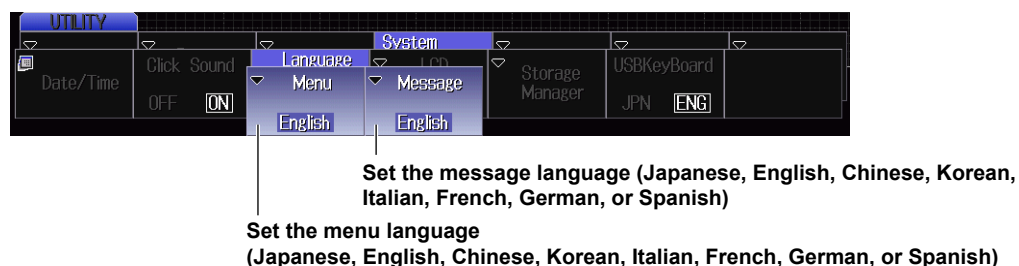 UTILITY
System
Language
LCD
Date/Time
Click Sound
OFF ON
Menu
English
Message
English
Storage
Manager
USBKeyBoard
JPN ENG
Set the message language (Japanese, English, Chinese, Korean,
Italian, French, German, or Spanish)
Set the menu language
(Japanese, English, Chinese, Korean, Italian, French, German, or Spanish)